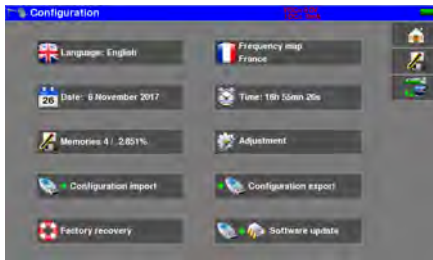 Configuration
Language: English
Frequency map
France
26
Date: 6 November 2017
Time: 16h 55mn 26s
Memories 4 / 2.851%
Adjustment
Configuration import
Configuration export
Factory recovery
Software update